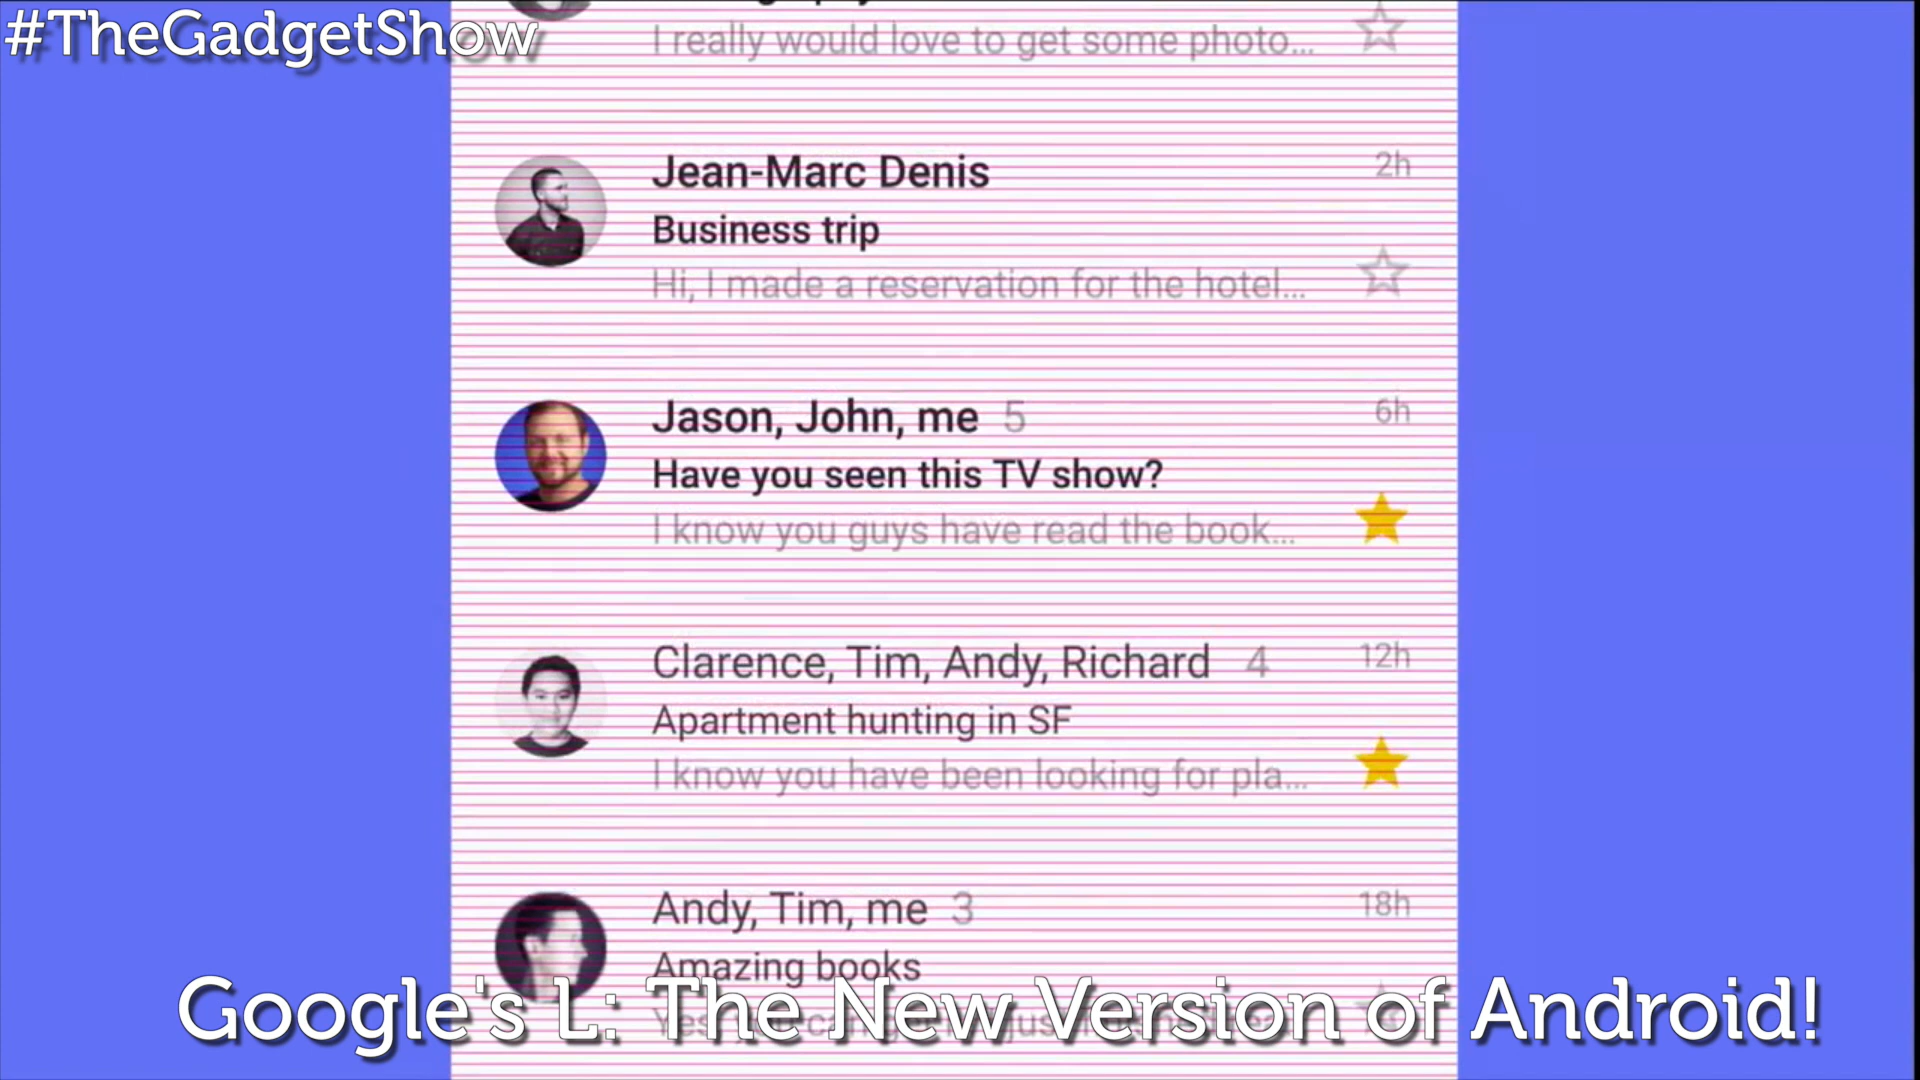 #TheGadgetShow
I really would love to get some photo...
Jean-Marc Denis
2h
Business trip
Hi, I made a reservation for the hotel...
Jason, John, me 5
6h
Have you seen this TV show?
I know you guys have read the book...
Clarence, Tim, Andy, Richard 4
12h
Apartment hunting in SF
I know you have been looking for pla...
Andy, Tim, me 3
18h
Amazing books
Google's L: The New Version of Android!